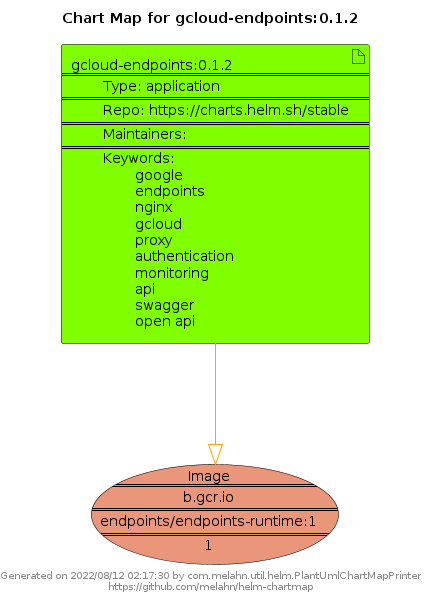 Chart Map for gcloud-endpoints:0.1.2
gcloud-endpoints:0.1.2
Type: application
Repo: https://charts.helm.sh/stable
Maintainers:
Keywords:
google
endpoints
nginx
gcloud
proxy
authentication
monitoring
api
swagger
open api
Image
b.gcr.io
endpoints/endpoints-runtime:1
1
Generated on 2022/08/12 02:17:30 by com.melahn.util.helm.PlantUmlChartMapPrinter
https://github.com/melahn/helm-chartmap